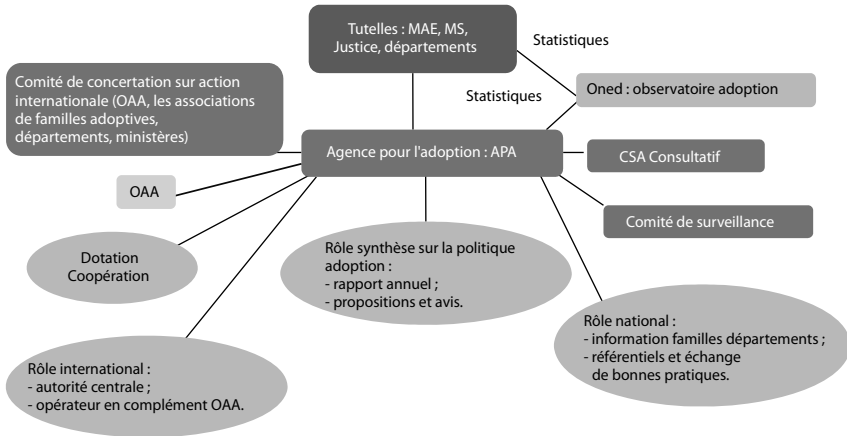 Tutelles : MAE, MS,
Justice, départements
Statistiques
Comité de concertation sur action
internationale (OAA, les associations
de familles adoptives,
départements, ministères)
Statistiques
Oned : observatoire adoption
Agence pour l'adoption : APA
CSA Consultatif
OAA
Comité de surveillance
Dotation
Coopération
Rôle synthèse sur la politique
adoption :
- rapport annuel ;
- propositions et avis.
Rôle national :
- information familles départements ;
- référentiels et échange
de bonnes pratiques.
Rôle international :
- autorité centrale ;
- opérateur en complément OAA.